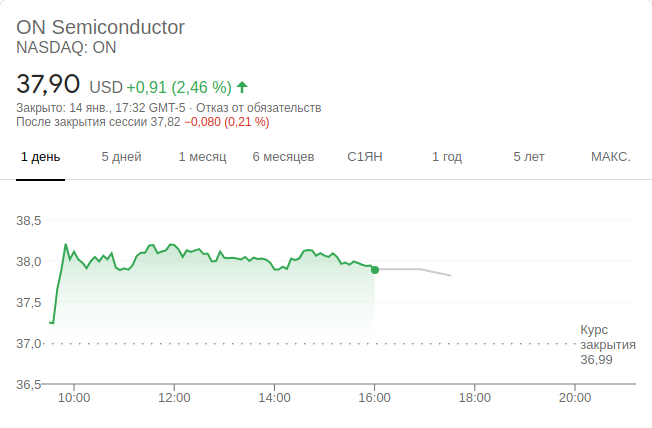 ON Semiconductor
NASDAQ: ON
37,90 USD +0,91 (2,46 %)
Закрыто: 14 янв., 17:32 GMT-5 · Отказ от обязательств
После закрытия сессии 37,82 −0,080 (0,21 %)
1 день 5 дней 1 месяц 6 месяцев С1ЯН 1 год 5 лет МАКС.
38,5
38,0
37,5
Курс
37,0 закрытия
36,99
36,5
10:00 12:00 14:00 16:00 18:00 20:00